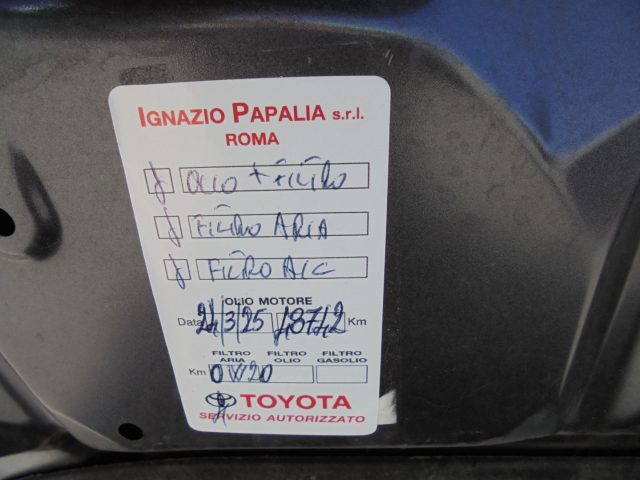 IGNAZIO PAPALIA s.r.l.
ROMA
OLIO + FILTRO
FILTRO ARIA
FILTRO A/C
OLIO MOTORE
Data 24/3/25 48742 Km
FILTRO ARIA FILTRO OLIO FILTRO GASOLIO
Km 0W20
TOYOTA
SERVIZIO AUTORIZZATO